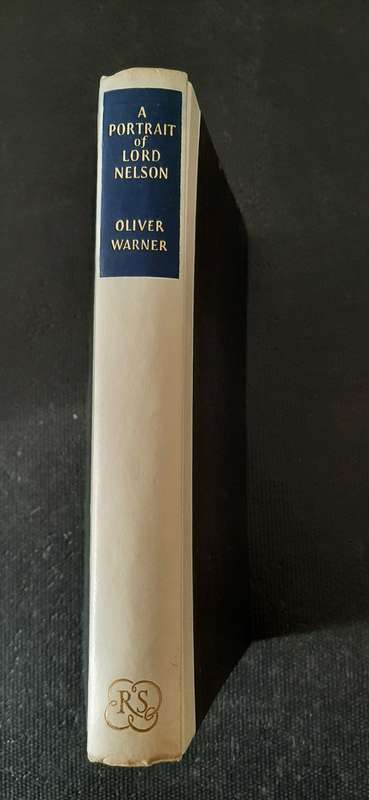 A
PORTRAIT
of
LORD
NELSON
OLIVER
WARNER
RS